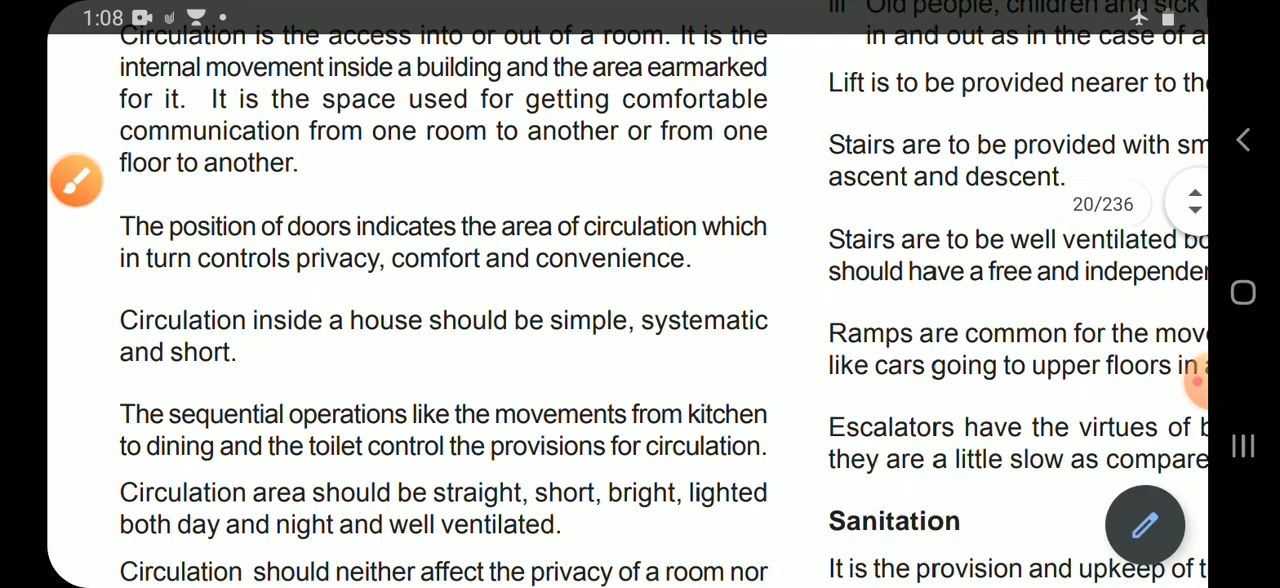 1:08
Circulation is the access into or out of a room. It is the
internal movement inside a building and the area earmarked
for it. It is the space used for getting comfortable
communication from one room to another or from one
floor to another.
The position of doors indicates the area of circulation which
in turn controls privacy, comfort and convenience.
Circulation inside a house should be simple, systematic
and short.
The sequential operations like the movements from kitchen
to dining and the toilet control the provisions for circulation.
Circulation area should be straight, short, bright, lighted
both day and night and well ventilated.
Circulation should neither affect the privacy of a room nor
iii Old people, children and sick
in and out as in the case of a
Lift is to be provided nearer to the
Stairs are to be provided with sm
ascent and descent.
20/236
Stairs are to be well ventilated
should have a free and independen
Ramps are common for the mov
like cars going to upper floors in
Escalators have the virtues of
they are a little slow as compare
Sanitation
It is the provision and upkeep of t